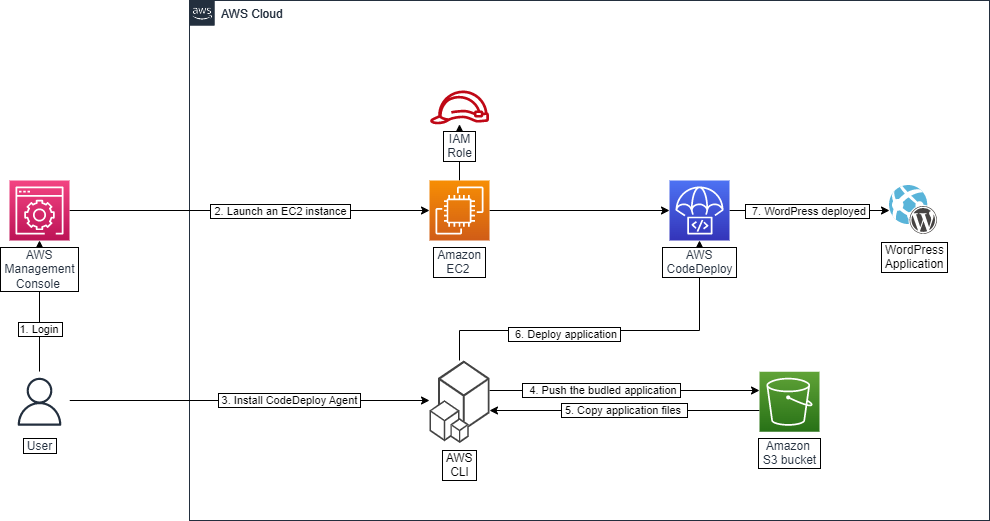 aws
AWS Cloud
IAM
Role
2. Launch an EC2 instance
7. WordPress deployed
AWS
Management
Console
Amazon
EC2
AWS
CodeDeploy
WordPress
Application
1. Login
6. Deploy application
3. Install CodeDeploy Agent
4. Push the budled application
5. Copy application files
User
AWS
CLI
Amazon
S3 bucket